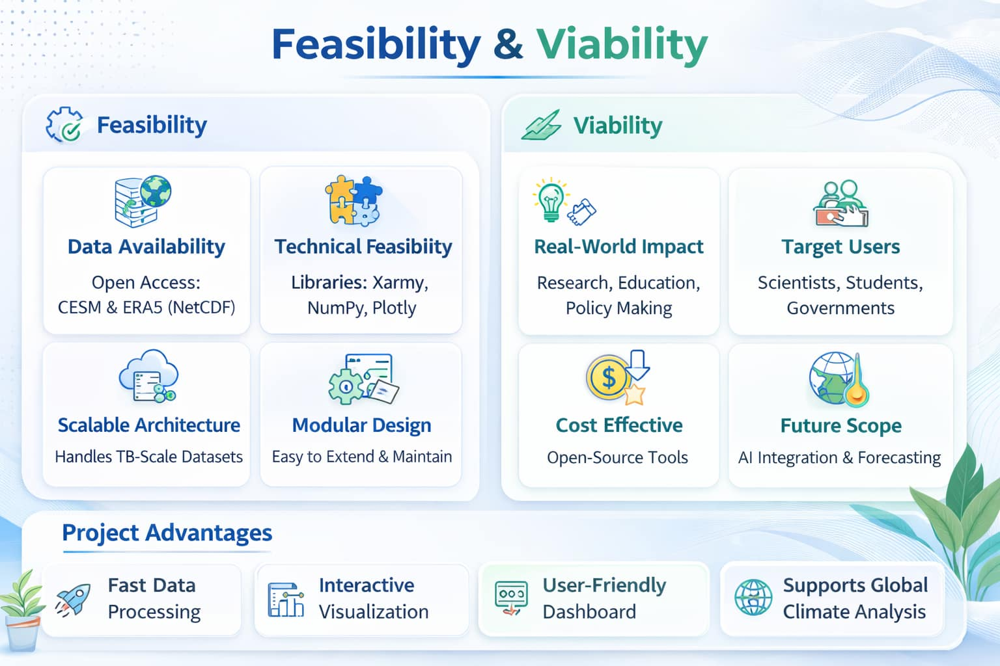 Feasibility & Viability
Feasibility
Data Availability
Open Access:
CESM & ERA5 (NetCDF)
Technical Feasibiity
Libraries: Xarmy,
NumPy, Plotly
Scalable Architecture
Handles TB-Scale Datasets
Modular Design
Easy to Extend & Maintain
Viability
Real-World Impact
Research, Education,
Policy Making
Target Users
Scientists, Students,
Governments
$
Cost Effective
Open-Source Tools
Future Scope
AI Integration & Forecasting
Project Advantages
Fast Data
Processing
Interactive
Visualization
User-Friendly
Dashboard
Supports Global
Climate Analysis